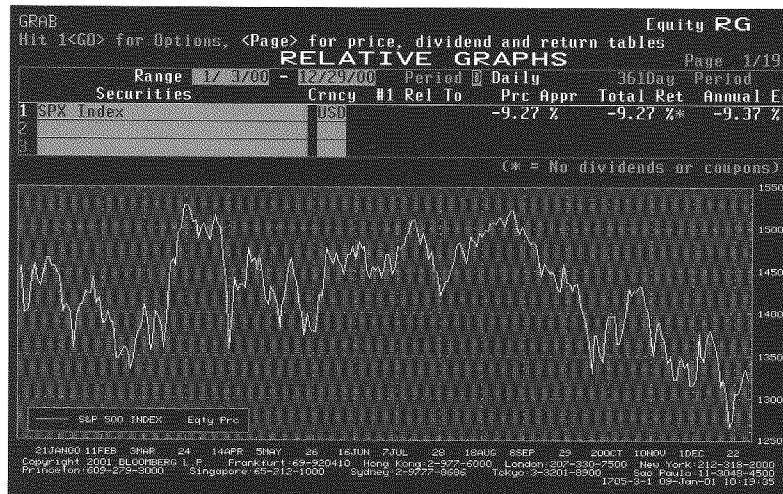 GRAB Equity RG
Hit 1<GO> for Options, <Page> for price, dividend and return tables
RELATIVE GRAPHS Page 1/19
Range 1/ 3/00 - 12/29/00 Period D Daily 361Day Period
Securities Crncy #1 Rel To Prc Appr Total Ret Annual E
1 SPX Index USD -9.27 % -9.27 %* -9.37 %
2
3
(* = No dividends or coupons)
1550
1500
1450
1400
1350
1300
1250
S&P 500 INDEX Eqty Prc
21JAN00 11FEB 3MAR 24 14APR 5MAY 26 16JUN 7JUL 28 18AUG 8SEP 29 20OCT 10NOV 1DEC 22
Copyright 2001 BLOOMBERG L.P. Frankfurt:69-920410 Hong Kong:2-977-6000 London:207-330-7500 New York:212-318-2000
Princeton:609-279-3000 Singapore:65-212-1000 Sydney:2-9777-8686 Tokyo:3-3201-8900 Sao Paulo:11-3048-4500
1705-3-1 09-Jan-01 10:19:35